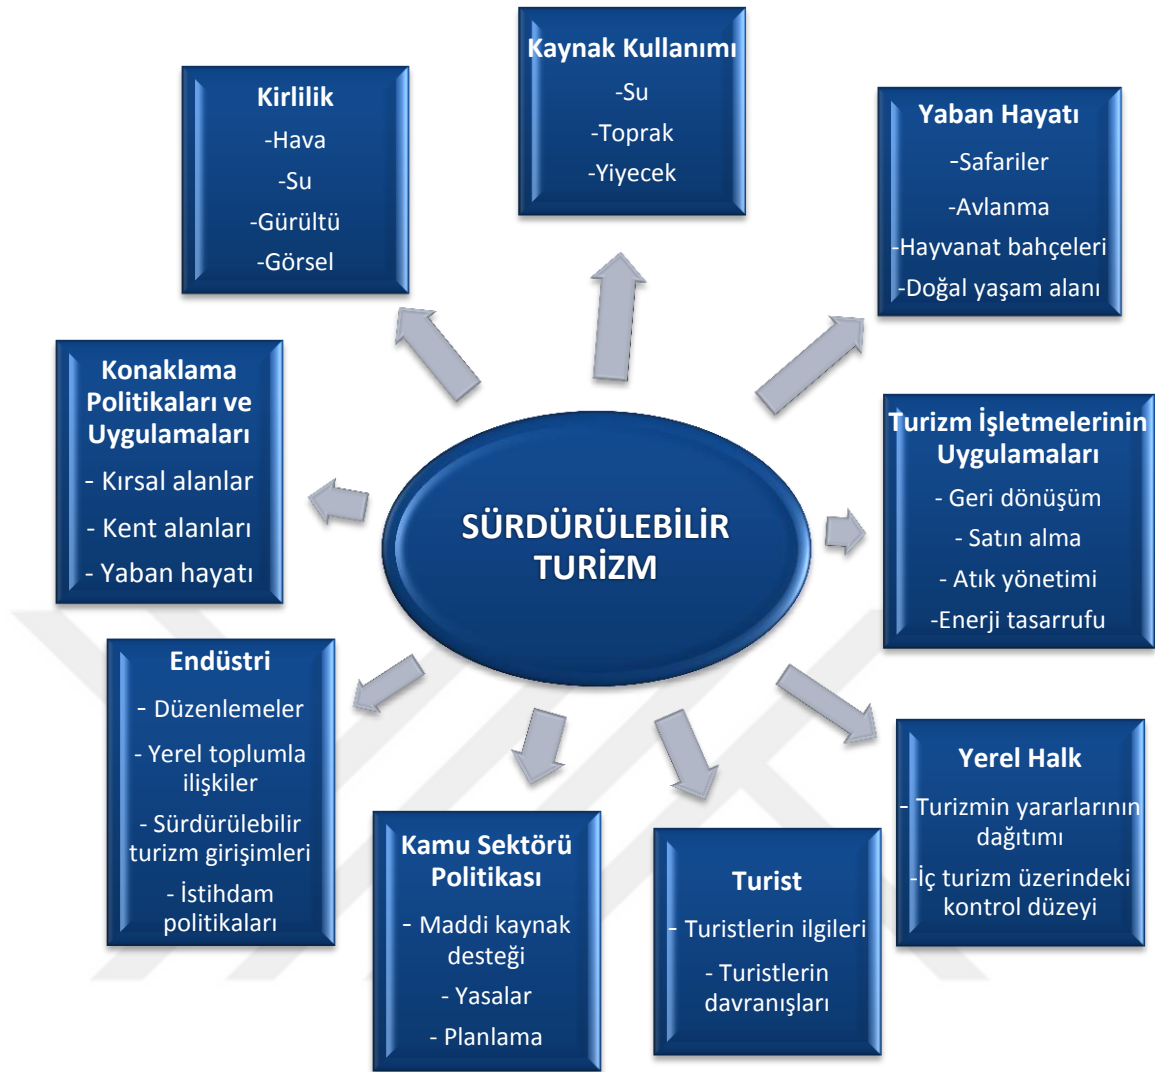 Kaynak Kullanımı
-Su
-Toprak
-Yiyecek
Kirlilik
-Hava
-Su
-Gürültü
-Görsel
Yaban Hayatı
-Safariler
-Avlanma
-Hayvanat bahçeleri
-Doğal yaşam alanı
Konaklama
Politikaları ve
Uygulamaları
- Kırsal alanlar
- Kent alanları
- Yaban hayatı
SÜRDÜRÜLEBİLİR
TURİZM
Turizm İşletmelerinin
Uygulamaları
- Geri dönüşüm
- Satın alma
- Atık yönetimi
-Enerji tasarrufu
Endüstri
- Düzenlemeler
- Yerel toplumla
ilişkiler
- Sürdürülebilir
turizm girişimleri
- İstihdam
politikaları
Kamu Sektörü
Politikası
- Maddi kaynak
desteği
- Yasalar
- Planlama
Turist
- Turistlerin ilgileri
- Turistlerin
davranışları
Yerel Halk
- Turizmin yararlarının
dağıtımı
-İç turizm üzerindeki
kontrol düzeyi